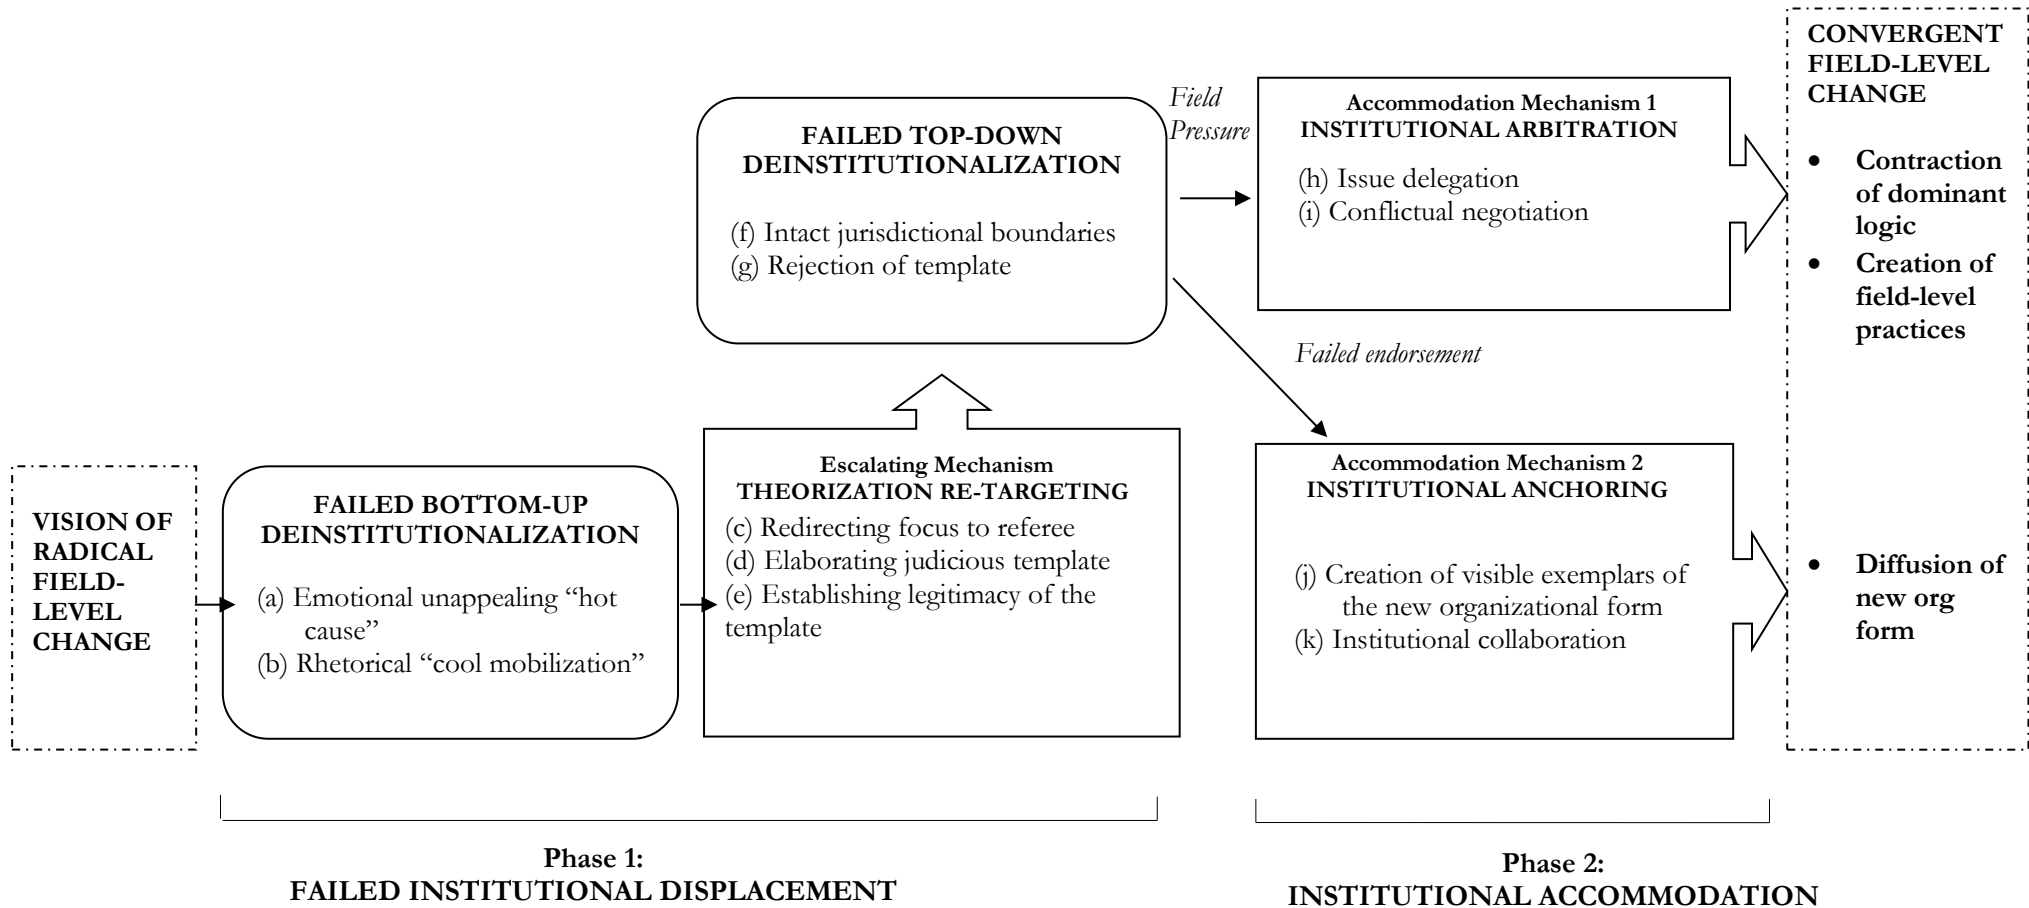 VISION OF
RADICAL
FIELD-
LEVEL
CHANGE
FAILED BOTTOM-UP
DEINSTITUTIONALIZATION
(a) Emotional unappealing “hot
cause”
(b) Rhetorical “cool mobilization”
Escalating Mechanism
THEORIZATION RE-TARGETING
(c) Redirecting focus to referee
(d) Elaborating judicious template
(e) Establishing legitimacy of the
template
FAILED TOP-DOWN
DEINSTITUTIONALIZATION
(f) Intact jurisdictional boundaries
(g) Rejection of template
Field
Pressure
Failed endorsement
Accommodation Mechanism 1
INSTITUTIONAL ARBITRATION
(h) Issue delegation
(i) Conflictual negotiation
Accommodation Mechanism 2
INSTITUTIONAL ANCHORING
(j) Creation of visible exemplars of
the new organizational form
(k) Institutional collaboration
CONVERGENT
FIELD-LEVEL
CHANGE
• Contraction
of dominant
logic
• Creation of
field-level
practices
• Diffusion of
new org
form
Phase 1:
FAILED INSTITUTIONAL DISPLACEMENT
Phase 2:
INSTITUTIONAL ACCOMMODATION